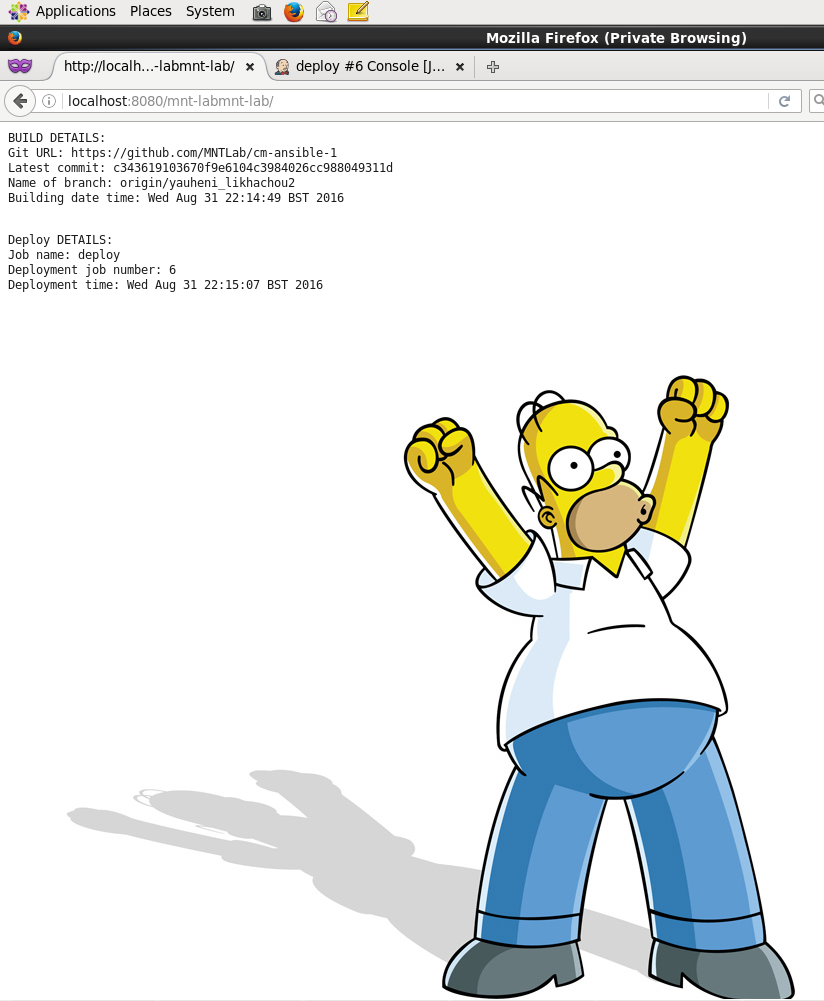 Applications Places System
Mozilla Firefox (Private Browsing)
http://localh...-labmnt-lab/ × deploy #6 Console [J... ×
localhost:8080/mnt-labmnt-lab/
BUILD DETAILS:
Git URL: https://github.com/MNTLab/cm-ansible-1
Latest commit: c343619103670f9e6104c3984026cc988049311d
Name of branch: origin/yauheni_likhachou2
Building date time: Wed Aug 31 22:14:49 BST 2016
Deploy DETAILS:
Job name: deploy
Deployment job number: 6
Deployment time: Wed Aug 31 22:15:07 BST 2016